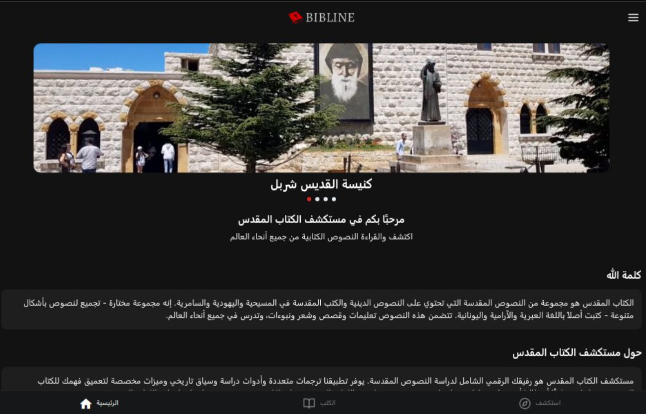 BIBLINE
كنيسة القديس شربل
مرحبًا بكم في مستكشف الكتاب المقدس
اكتشف والقراءة النصوص الكتابية من جميع أنحاء العالم
كلمة الله
الكتاب المقدس هو مجموعة من النصوص المقدسة التي تحتوي على النصوص الدينية والكتب المقدسة في المسيحية واليهودية والسامرية. إنه مجموعة مختارة - تجميع لنصوص بأشكال
متنوعة - كتبت أصلاً باللغة العبرية والآرامية واليونانية. تتضمن هذه النصوص تعليمات وقصص وشعر ونبوءات، وتدرس في جميع أنحاء العالم.
حول مستكشف الكتاب المقدس
مستكشف الكتاب المقدس هو رفيقك الرقمي الشامل لدراسة النصوص المقدسة. يوفر تطبيقنا ترجمات متعددة وأدوات دراسة وسياق تاريخي وميزات مخصصة لتعميق فهمك للكتاب
الرئيسية
الكتب
استكشف